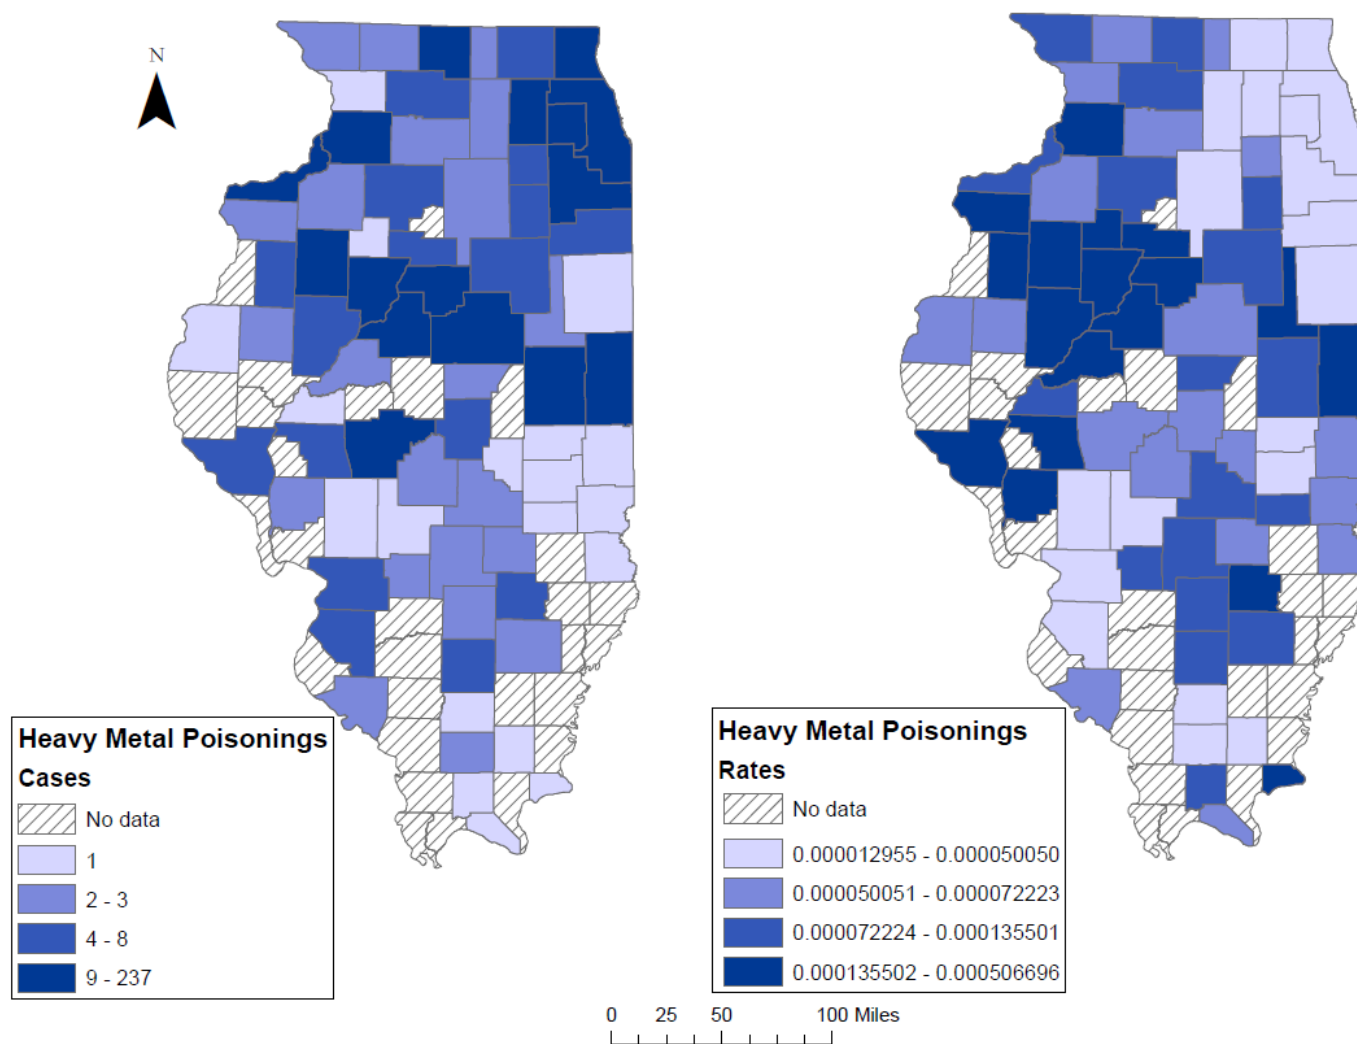 N
Heavy Metal Poisonings
Cases
No data
1
2 - 3
4 - 8
9 - 237
Heavy Metal Poisonings
Rates
No data
0.000012955 - 0.000050050
0.000050051 - 0.000072223
0.000072224 - 0.000135501
0.000135502 - 0.000506696
0 25 50 100 Miles